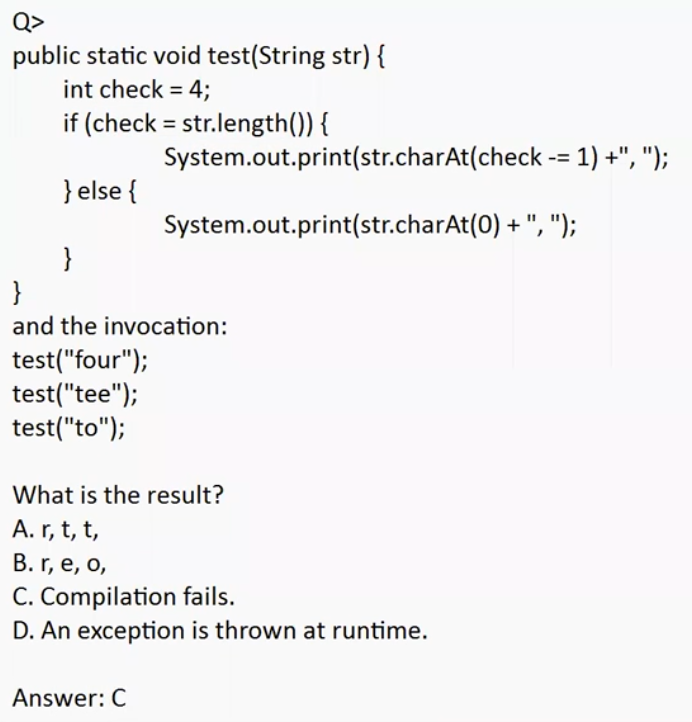 Q>
public static void test(String str) {
int check = 4;
if (check = str.length()) {
System.out.print(str.charAt(check -= 1) +", ");
} else {
System.out.print(str.charAt(0) + ", ");
}
}
and the invocation:
test("four");
test("tee");
test("to");
What is the result?
A. r, t, t,
B. r, e, o,
C. Compilation fails.
D. An exception is thrown at runtime.
Answer: C